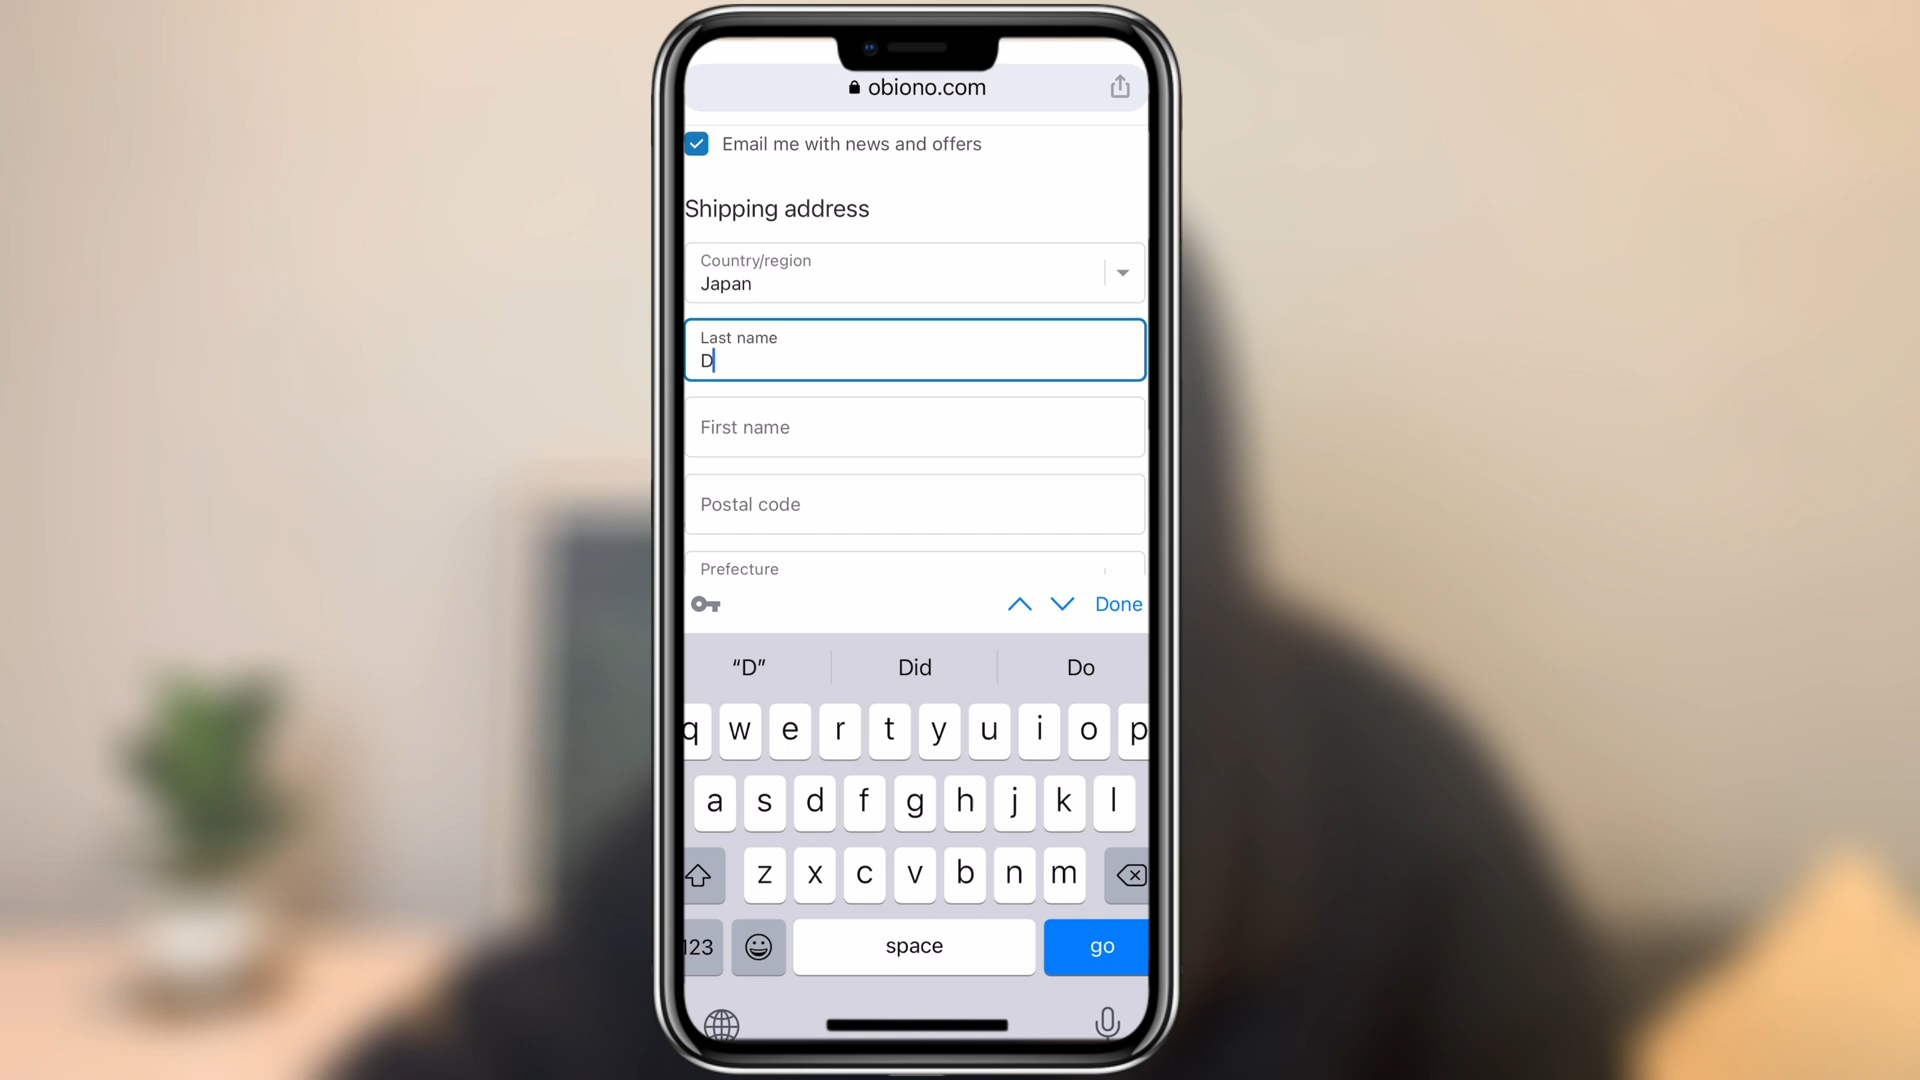 obiono.com
Email me with news and offers
Shipping address
Country/region
Japan
Last name
D
First name
Postal code
Prefecture
Done
“D” Did Do
q w e r t y u i o p
a s d f g h j k l
z x c v b n m
123 space go